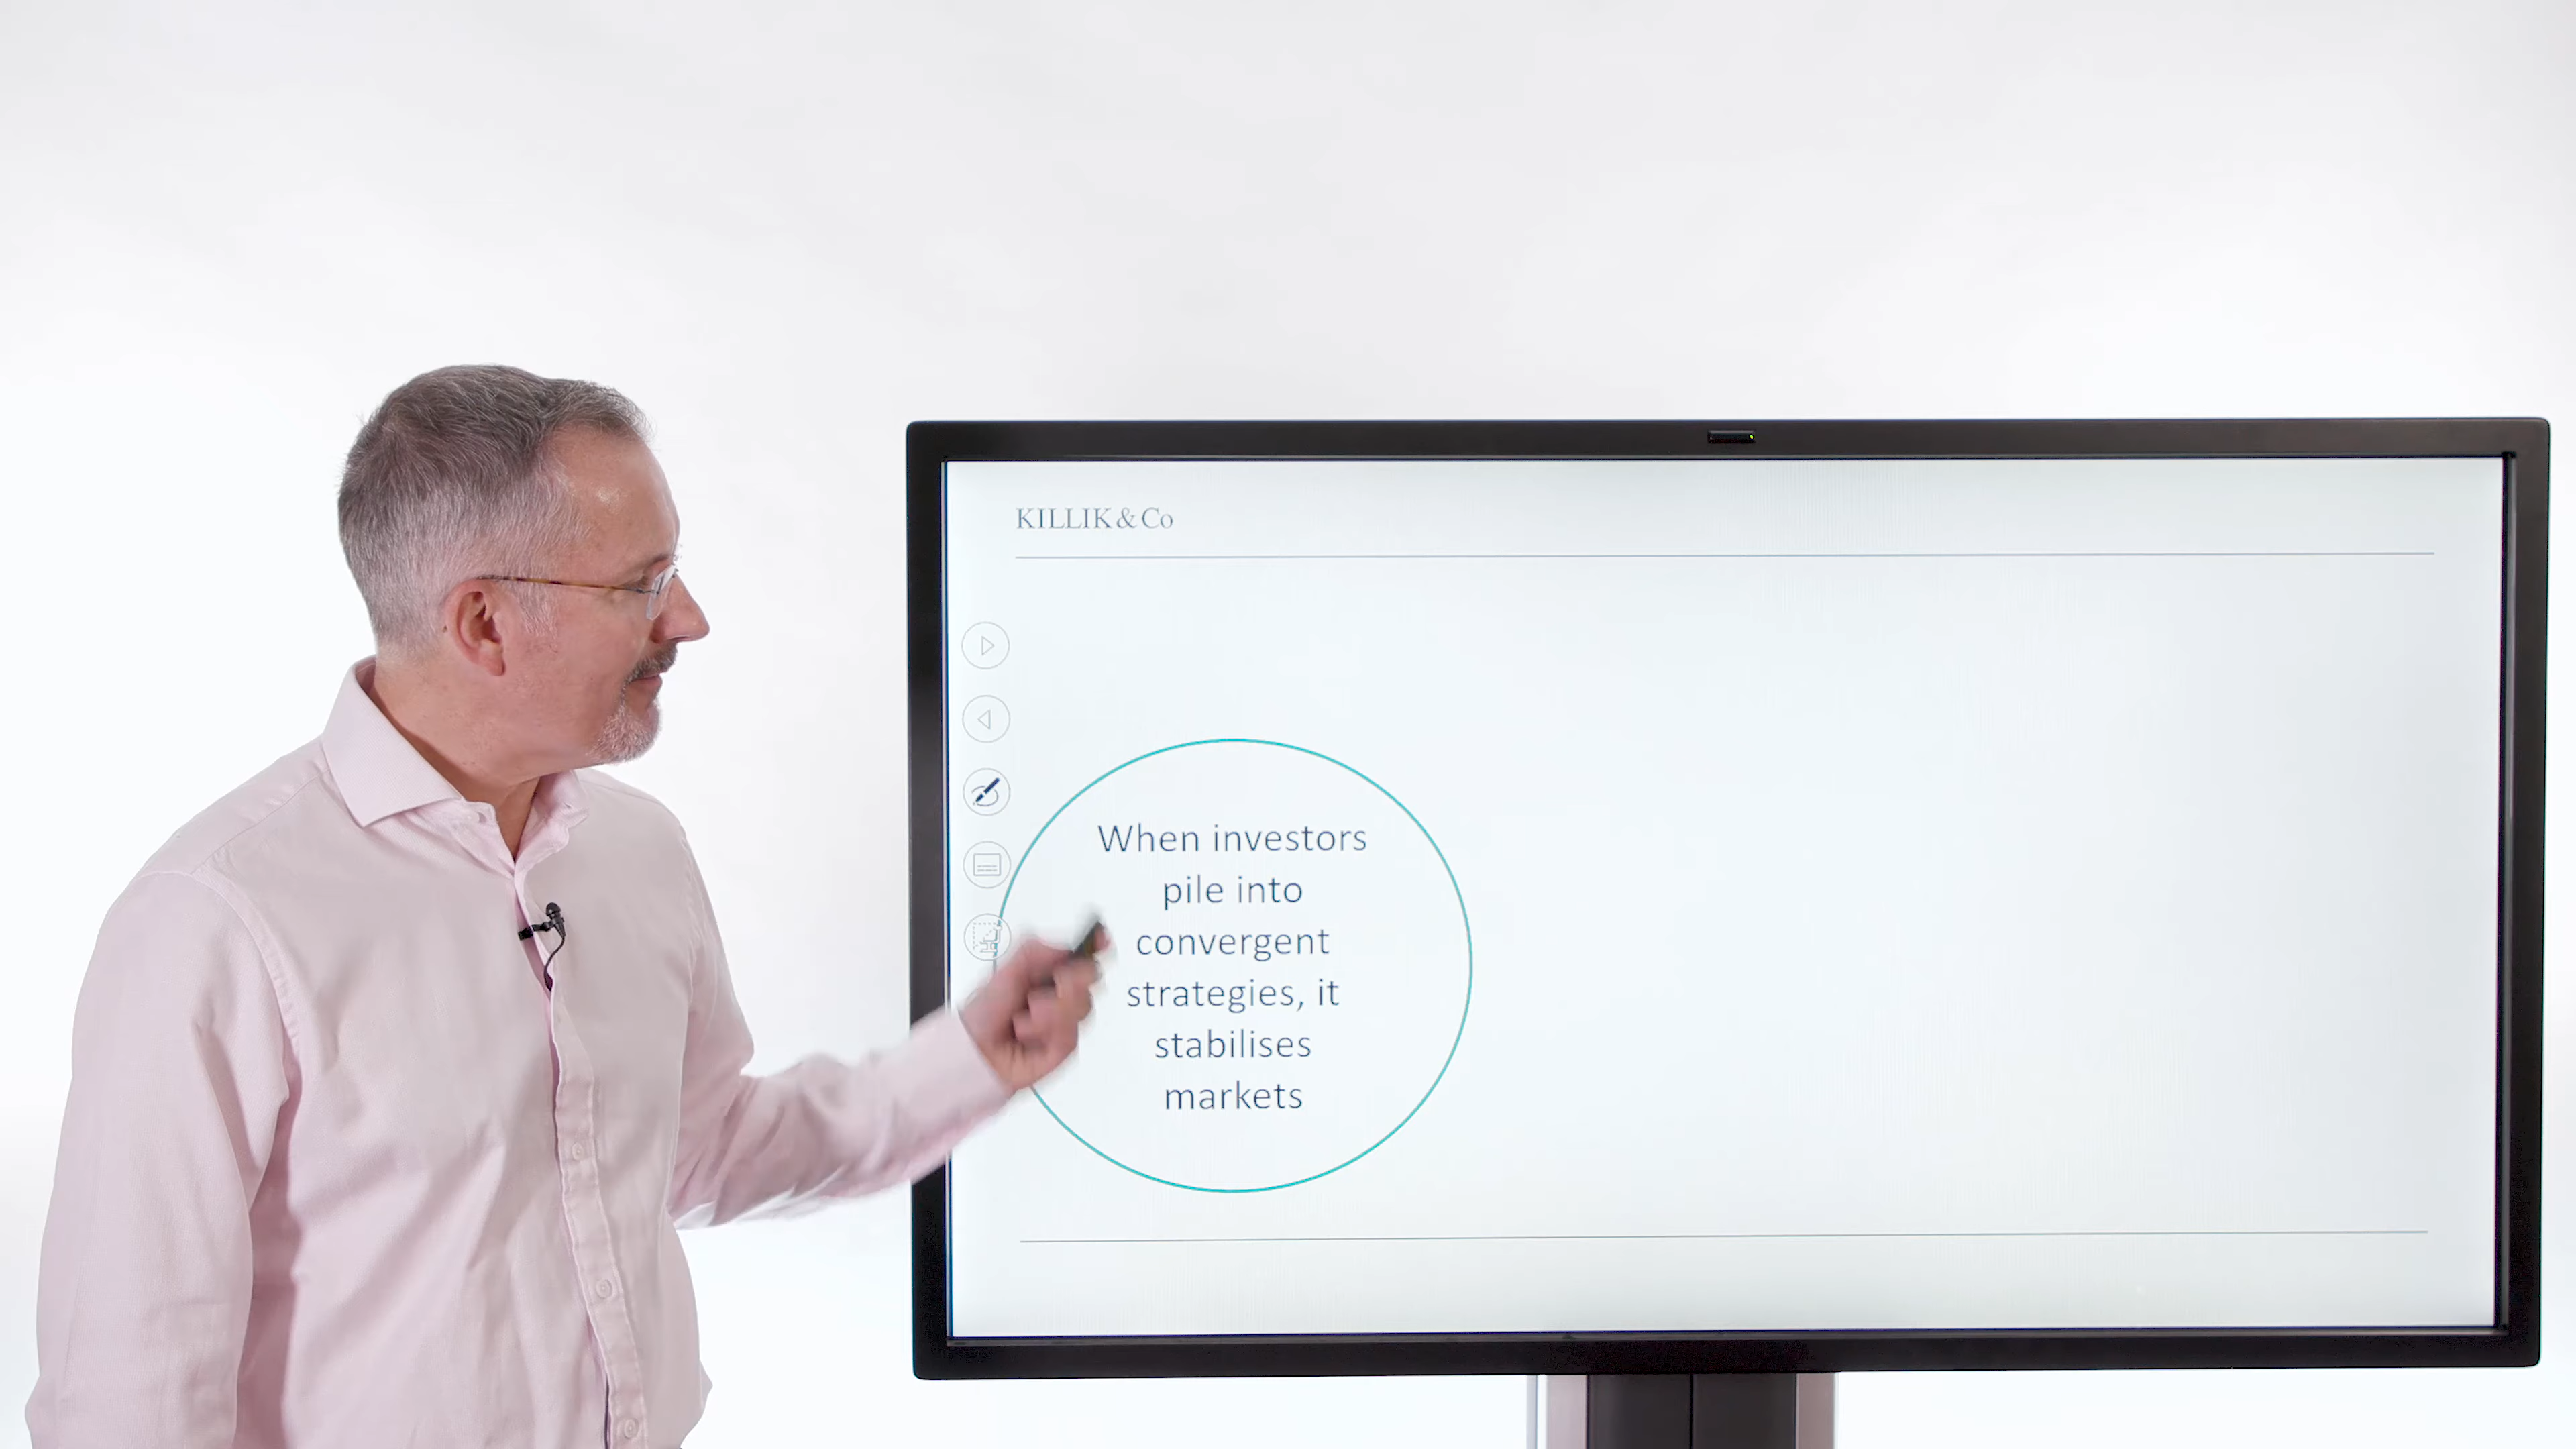 KILLIK & Co
When investors
pile into
convergent
strategies, it
stabilises
markets